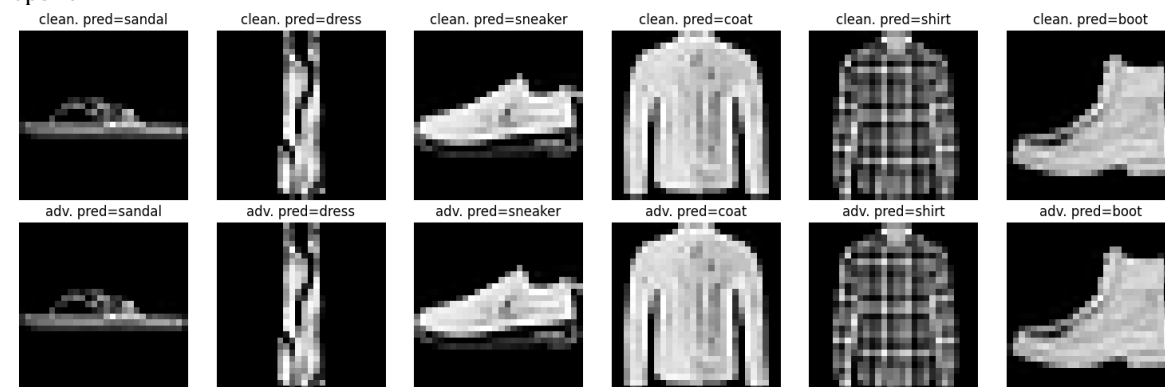 clean. pred=sandal clean. pred=dress clean. pred=sneaker clean. pred=coat clean. pred=shirt clean. pred=boot
adv. pred=sandal adv. pred=dress adv. pred=sneaker adv. pred=coat adv. pred=shirt adv. pred=boot